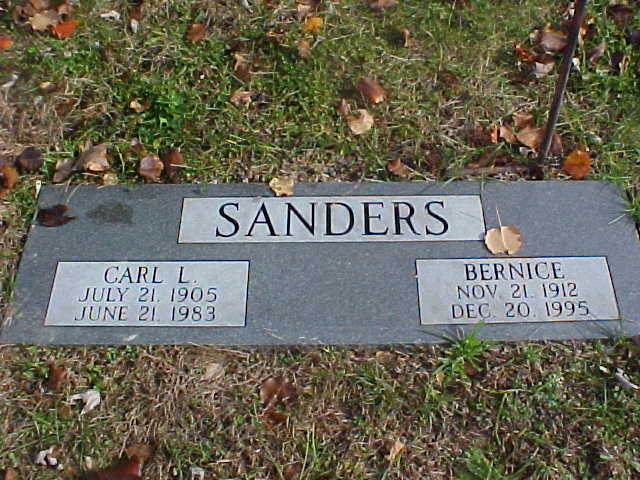 SANDERS
CARL L.
JULY 21. 1905
JUNE 21. 1983
BERNICE
NOV. 21. 1912
DEC. 20. 1995